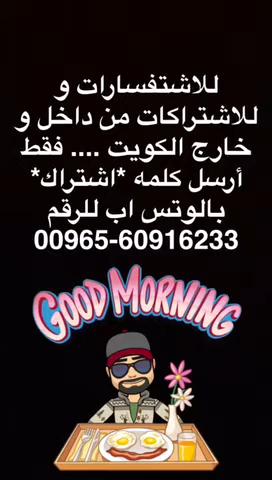 للاشتفسارات و
للاشتراكات من داخل و
خارج الكويت .... فقط
أرسل كلمه *اشتراك*
بالوتس اب للرقم
00965-60916233
GOOD MORNING